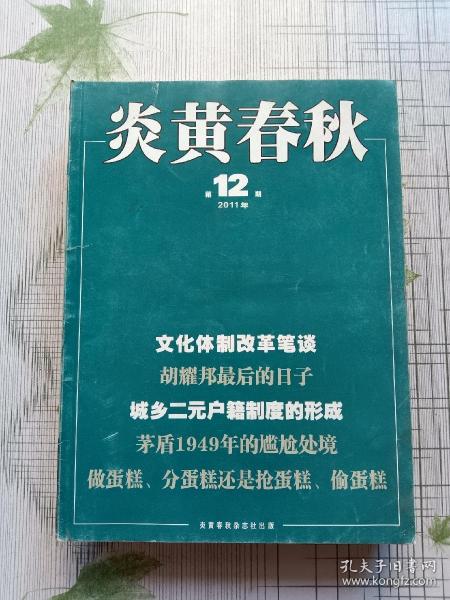 炎黄春秋
第12期
2011年
文化体制改革笔谈
胡耀邦最后的日子
城乡二元户籍制度的形成
茅盾1949年的尴尬处境
做蛋糕、分蛋糕还是抢蛋糕、偷蛋糕
炎黄春秋杂志社出版
孔夫子旧书网
www.kongfz.com